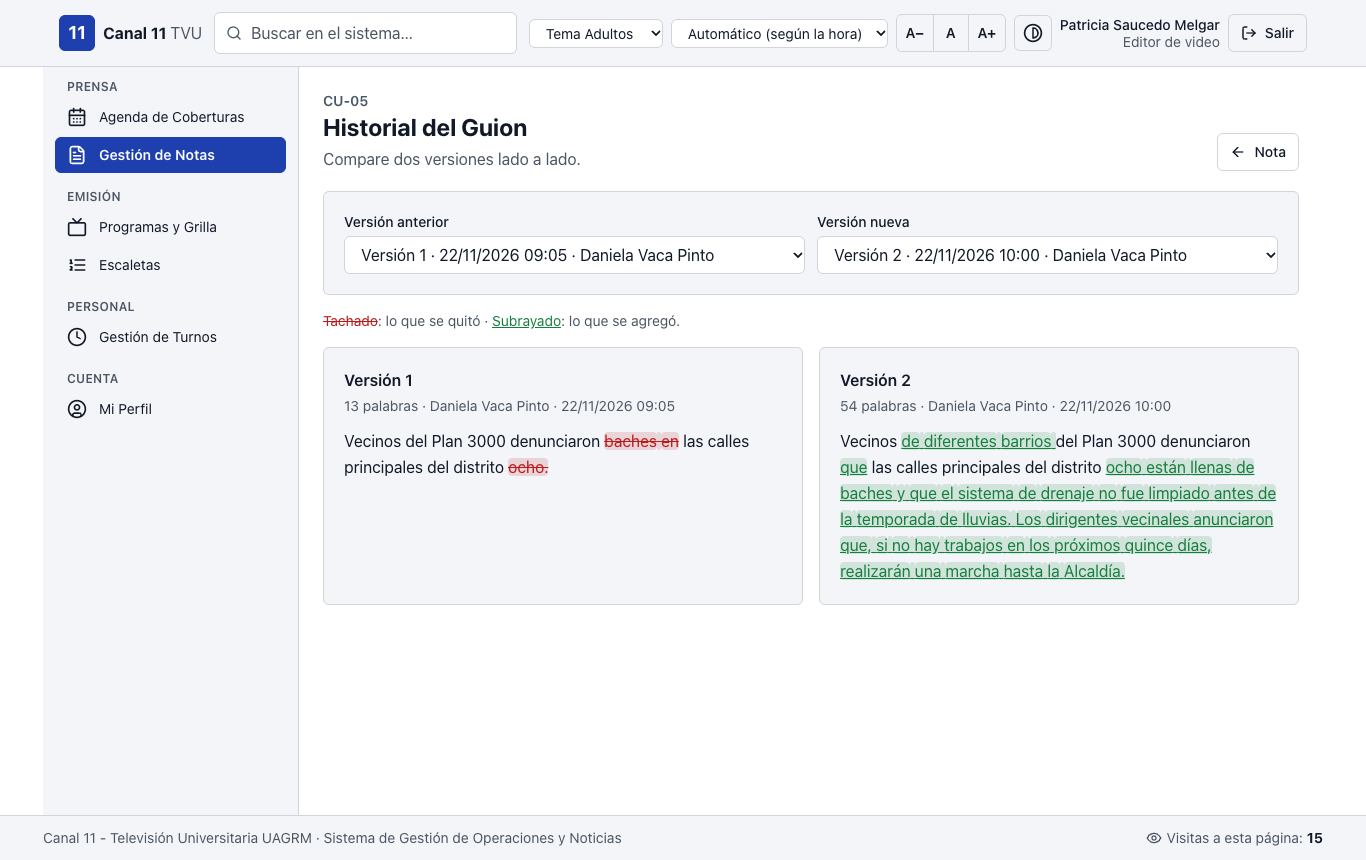 11 Canal 11 TVU
Buscar en el sistema...
Tema Adultos
Automático (según la hora)
A−
A
A+
Patricia Saucedo Melgar
Editor de video
Salir
PRENSA
Agenda de Coberturas
Gestión de Notas
EMISIÓN
Programas y Grilla
Escaletas
PERSONAL
Gestión de Turnos
CUENTA
Mi Perfil
CU-05
Historial del Guion
Compare dos versiones lado a lado.
Nota
Versión anterior
Versión 1 · 22/11/2026 09:05 · Daniela Vaca Pinto
Versión nueva
Versión 2 · 22/11/2026 10:00 · Daniela Vaca Pinto
Tachado: lo que se quitó · Subrayado: lo que se agregó.
Versión 1
13 palabras · Daniela Vaca Pinto · 22/11/2026 09:05
Vecinos del Plan 3000 denunciaron baches en las calles
principales del distrito ocho.
Versión 2
54 palabras · Daniela Vaca Pinto · 22/11/2026 10:00
Vecinos de diferentes barrios del Plan 3000 denunciaron
que las calles principales del distrito ocho están llenas de
baches y que el sistema de drenaje no fue limpiado antes de
la temporada de lluvias. Los dirigentes vecinales anunciaron
que, si no hay trabajos en los próximos quince días,
realizarán una marcha hasta la Alcaldía.
Canal 11 - Televisión Universitaria UAGRM · Sistema de Gestión de Operaciones y Noticias
Visitas a esta página: 15